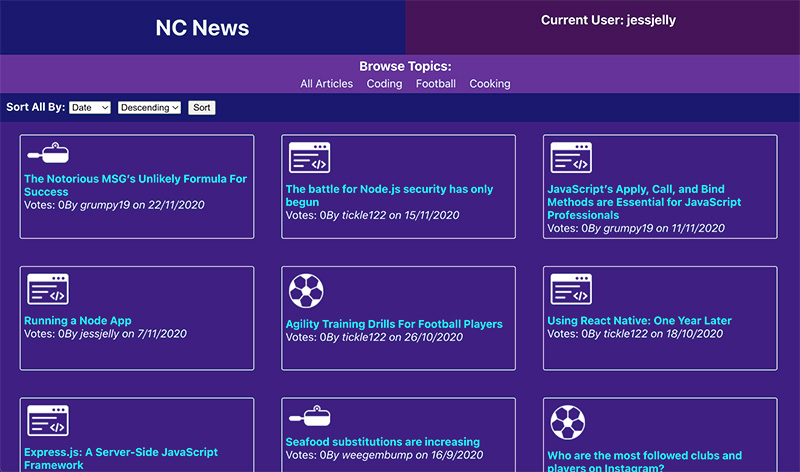 NC News
Current User: jessjelly
Browse Topics:
All Articles Coding Football Cooking
Sort All By: Date Descending Sort
The Notorious MSG's Unlikely Formula For
Success
Votes: 0By grumpy19 on 22/11/2020
The battle for Node.js security has only
begun
Votes: 0By tickle122 on 15/11/2020
JavaScript's Apply, Call, and Bind
Methods are Essential for JavaScript
Professionals
Votes: 0By grumpy19 on 11/11/2020
Running a Node App
Votes: 0By jessjelly on 7/11/2020
Agility Training Drills For Football Players
Votes: 0By tickle122 on 26/10/2020
Using React Native: One Year Later
Votes: 0By tickle122 on 18/10/2020
Express.js: A Server-Side JavaScript
Framework
Seafood substitutions are increasing
Votes: 0By weegembump on 16/9/2020
Who are the most followed clubs and
players on Instagram?